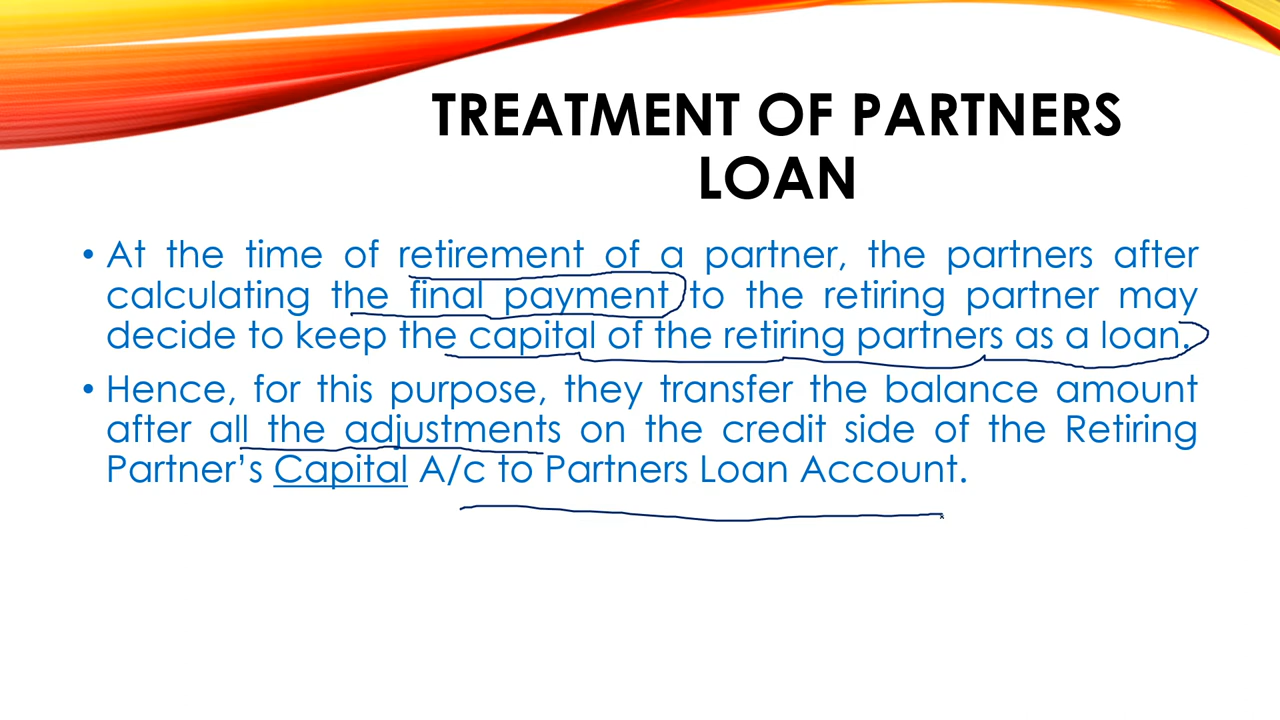 TREATMENT OF PARTNERS
LOAN
• At the time of retirement of a partner, the partners after
calculating the final payment to the retiring partner may
decide to keep the capital of the retiring partners as a loan.
• Hence, for this purpose, they transfer the balance amount
after all the adjustments on the credit side of the Retiring
Partner’s Capital A/c to Partners Loan Account.